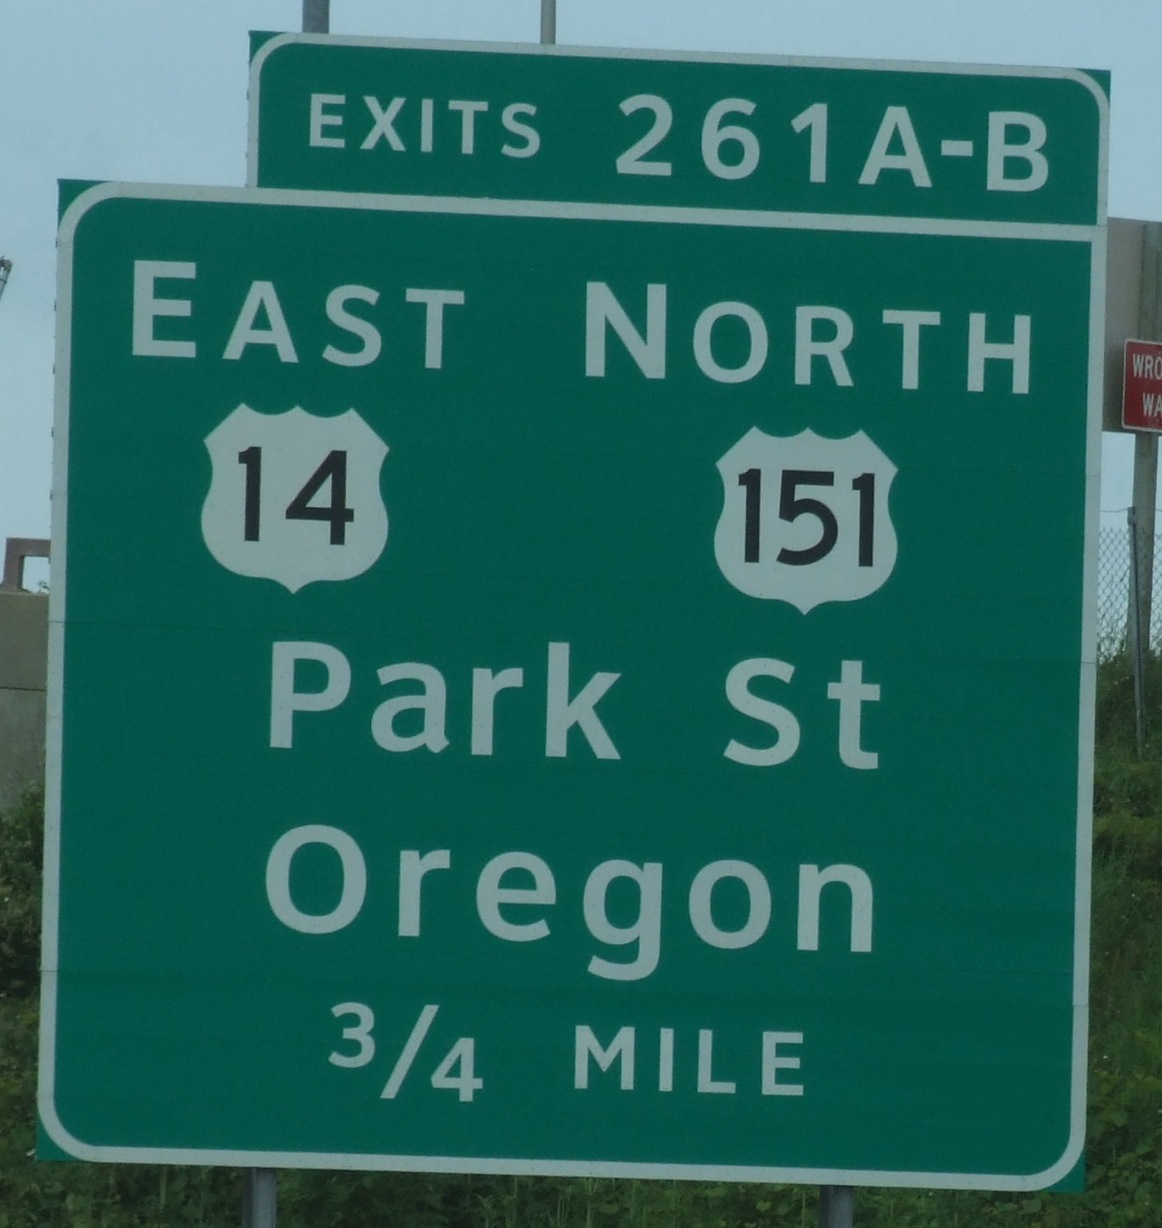 EXITS 261A-B
EAST NORTH
14 151
Park St
Oregon
3/4 MILE